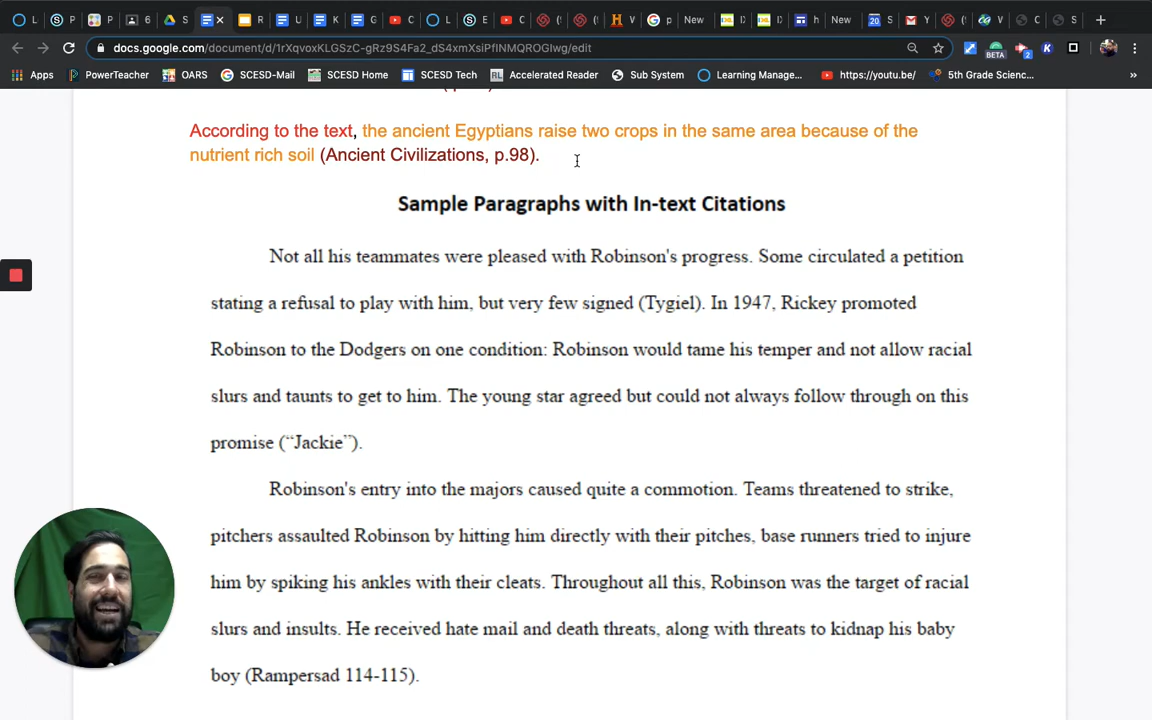 S P P 6 S R U K G C L S E C ( ( H V p New D D h New 20 S Y ( V C S
docs.google.com/document/d/1rXqvoxKLGSzC-gRz9S4Fa2_dS4xmXsiPfINMQROGIwg/edit
BETA 2 K
Apps PowerTeacher OARS SCESD-Mail SCESD Home SCESD Tech RL Accelerated Reader Sub System Learning Manage... https://youtu.be/ 5th Grade Scienc... »
According to the text, the ancient Egyptians raise two crops in the same area because of the
nutrient rich soil (Ancient Civilizations, p.98).
Sample Paragraphs with In-text Citations
Not all his teammates were pleased with Robinson's progress. Some circulated a petition
stating a refusal to play with him, but very few signed (Tygiel). In 1947, Rickey promoted
Robinson to the Dodgers on one condition: Robinson would tame his temper and not allow racial
slurs and taunts to get to him. The young star agreed but could not always follow through on this
promise (“Jackie”).
Robinson's entry into the majors caused quite a commotion. Teams threatened to strike,
pitchers assaulted Robinson by hitting him directly with their pitches, base runners tried to injure
him by spiking his ankles with their cleats. Throughout all this, Robinson was the target of racial
slurs and insults. He received hate mail and death threats, along with threats to kidnap his baby
boy (Rampersad 114-115).